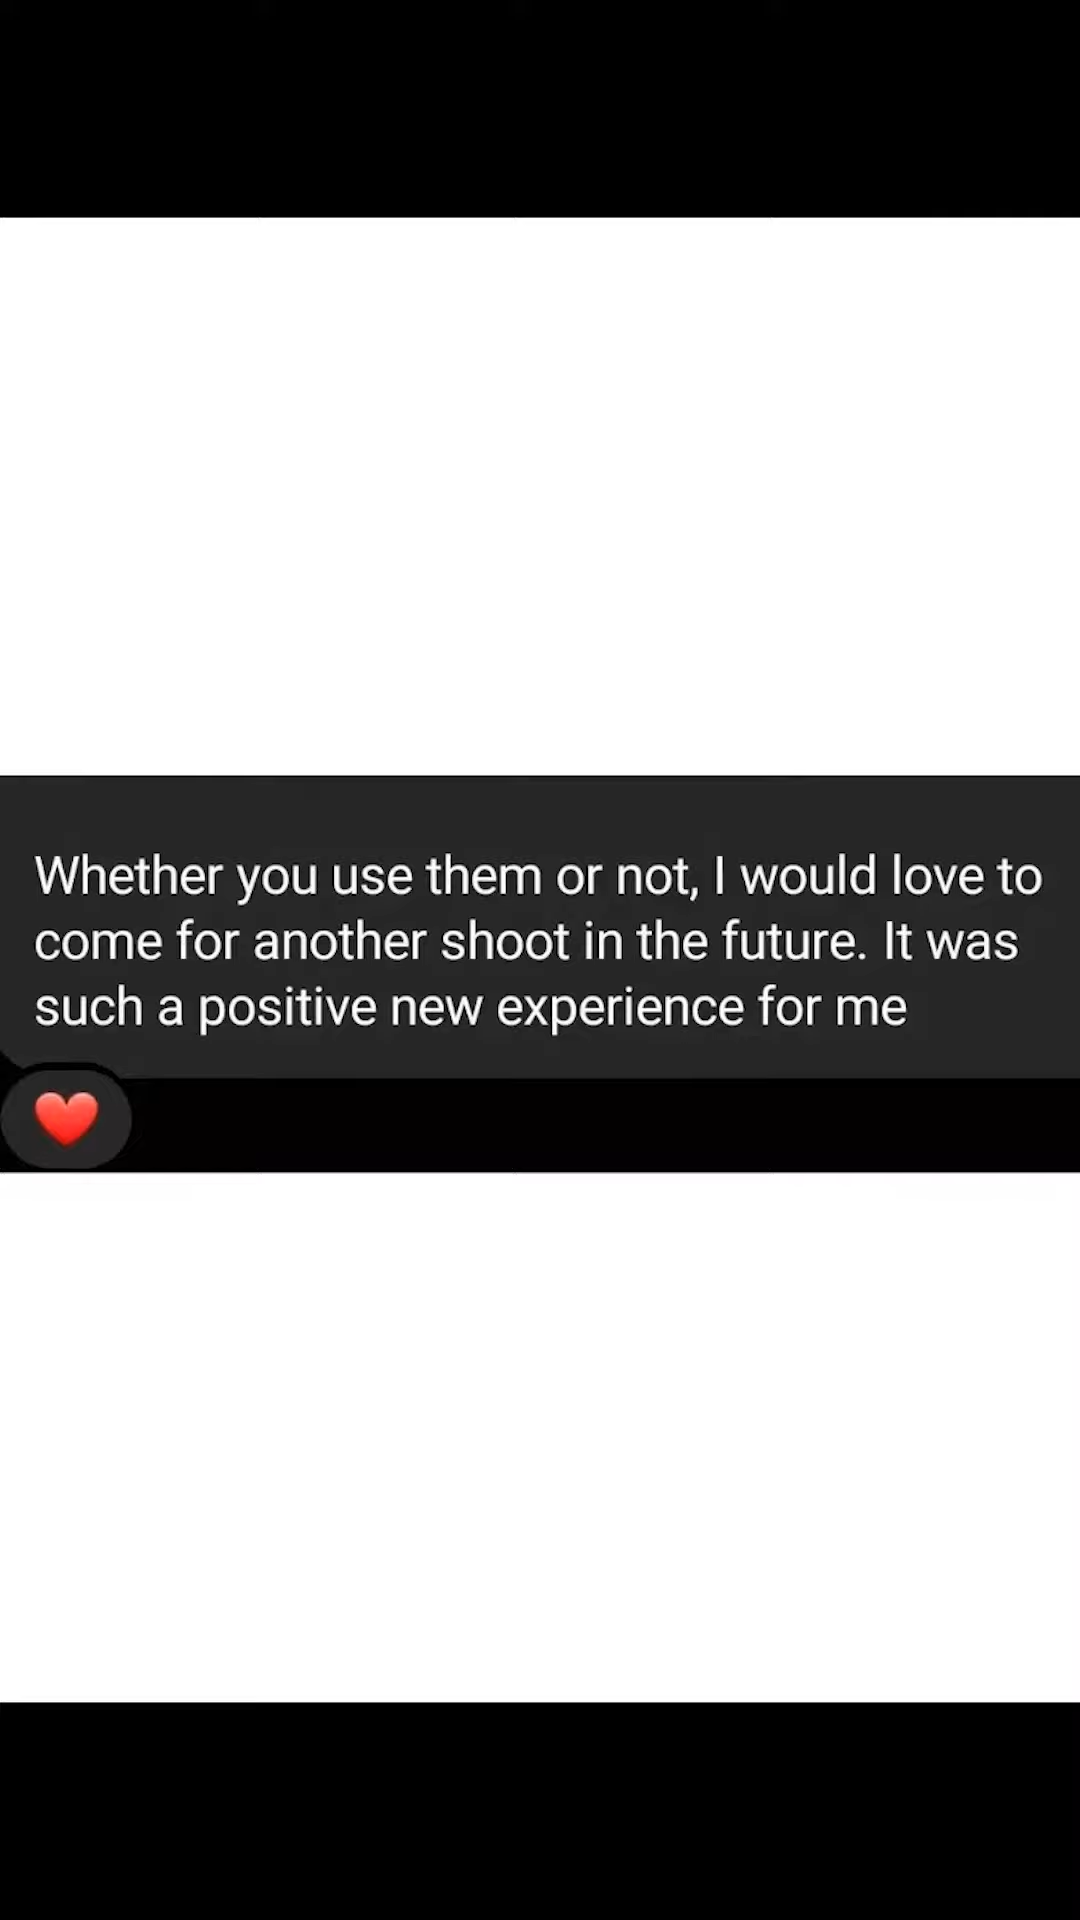 Whether you use them or not, I would love to
come for another shoot in the future. It was
such a positive new experience for me